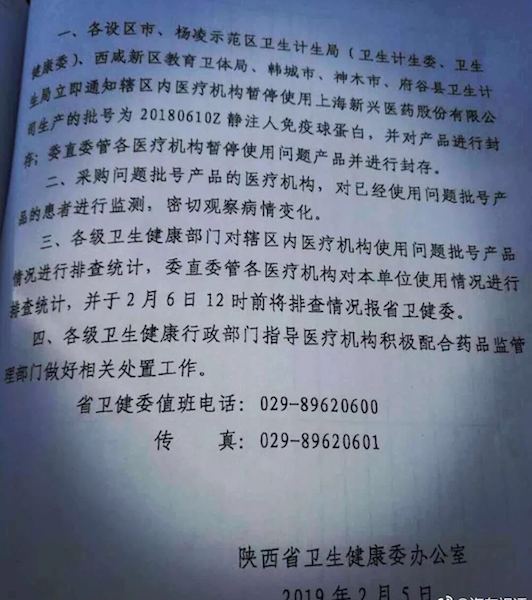 一、各设区市、杨凌示范区卫生计生局(卫生计生委、卫生
健康委)、西咸新区教育卫体局、韩城市、神木市、府谷县卫生计
生局立即通知辖区内医疗机构暂停使用上海新兴医药股份有限公
司生产的批号为 20180610Z 静注人免疫球蛋白,并对产品进行封
存;委直委管各医疗机构暂停使用问题产品并进行封存。
二、采购问题批号产品的医疗机构,对已经使用问题批号产
品的患者进行监测,密切观察病情变化。
三、各级卫生健康部门对辖区内医疗机构使用问题批号产品
情况进行排查统计,委直委管各医疗机构对本单位使用情况进行
排查统计,并于 2 月 6 日 12 时前将排查情况报省卫健委。
四、各级卫生健康行政部门指导医疗机构积极配合药品监管
理部门做好相关处置工作。
省卫健委值班电话:029-89620600
传 真:029-89620601
陕西省卫生健康委办公室
2019 年 2 月 5 日